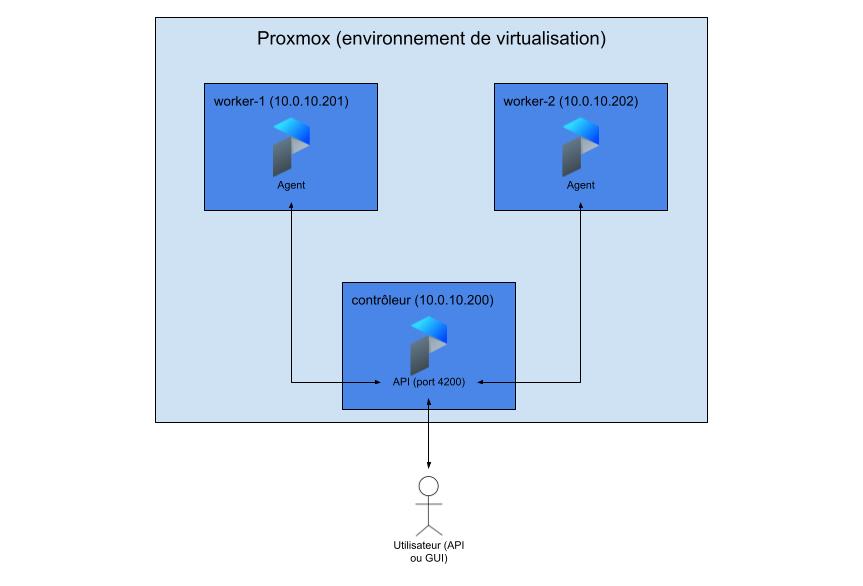 Proxmox (environnement de virtualisation)
worker-1 (10.0.10.201)
worker-2 (10.0.10.202)
Agent
Agent
contrôleur (10.0.10.200)
API (port 4200)
Utilisateur (API
ou GUI)